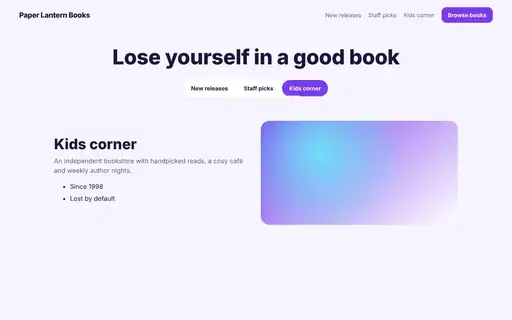 Paper Lantern Books
New releases
Staff picks
Kids corner
Browse books
Lose yourself in a good book
New releases
Staff picks
Kids corner
Kids corner
An independent bookstore with handpicked reads, a cosy café
and weekly author nights.
Since 1998
Lost by default